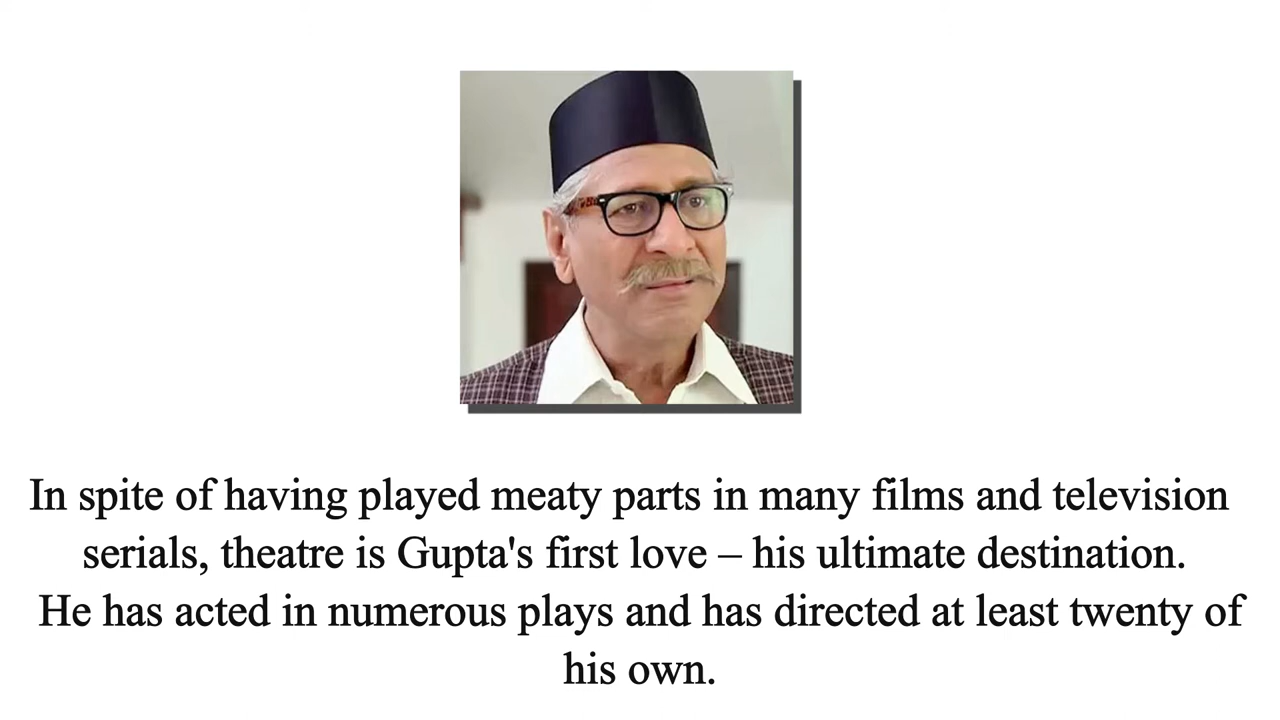 In spite of having played meaty parts in many films and television
serials, theatre is Gupta's first love – his ultimate destination.
He has acted in numerous plays and has directed at least twenty of
his own.